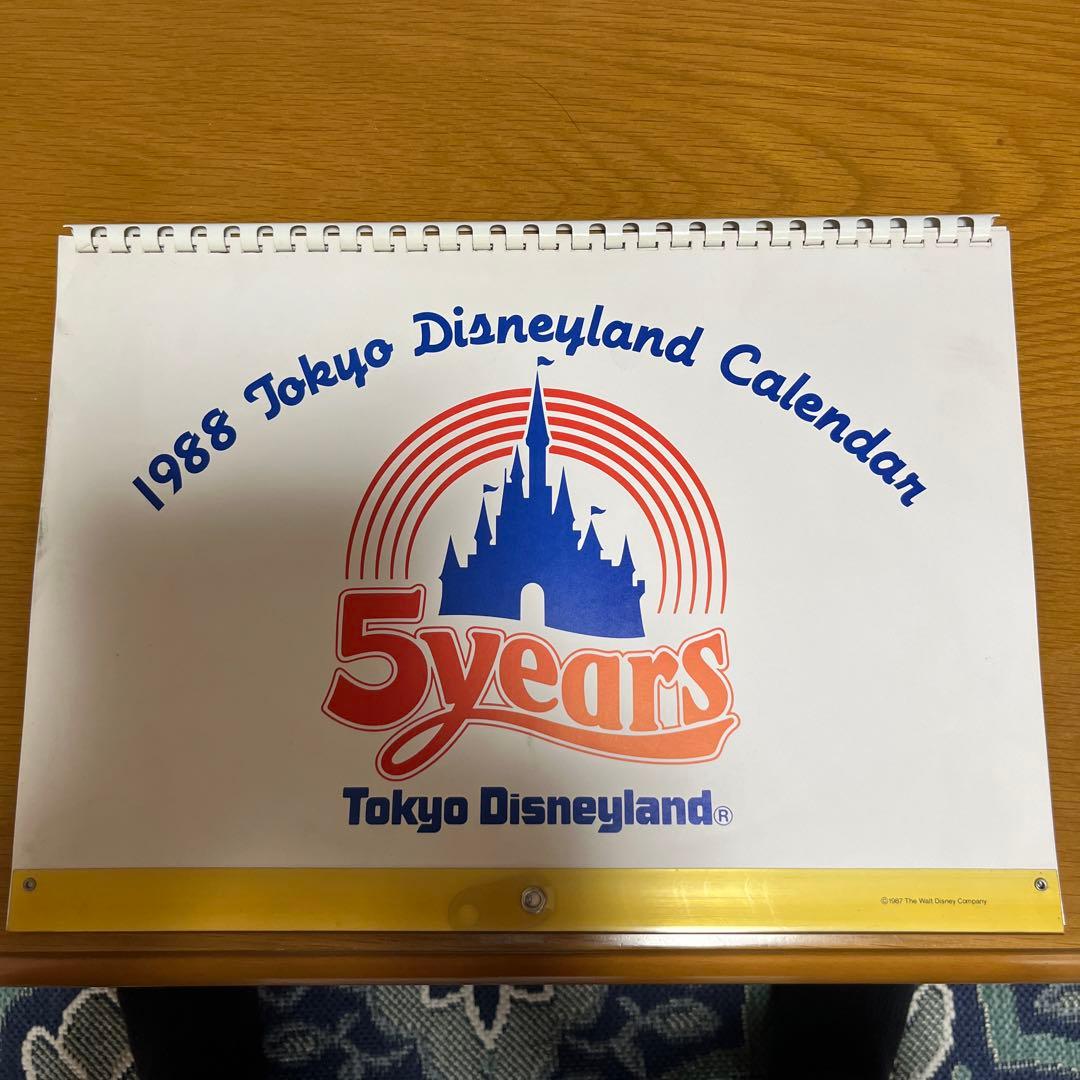 1988 Tokyo Disneyland Calendar
5years
Tokyo Disneyland®
©1987 The Walt Disney Company